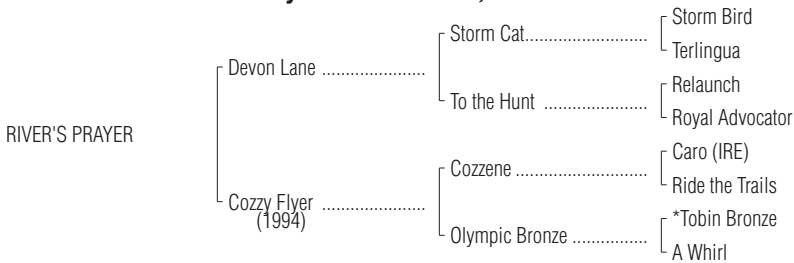 Storm Bird
Storm Cat..........................
Terlingua
Devon Lane ......................
Relaunch
To the Hunt ......................
Royal Advocator
RIVER'S PRAYER
Caro (IRE)
Cozzene ............................
Ride the Trails
Cozzy Flyer ......................
(1994)
*Tobin Bronze
Olympic Bronze ................
A Whirl